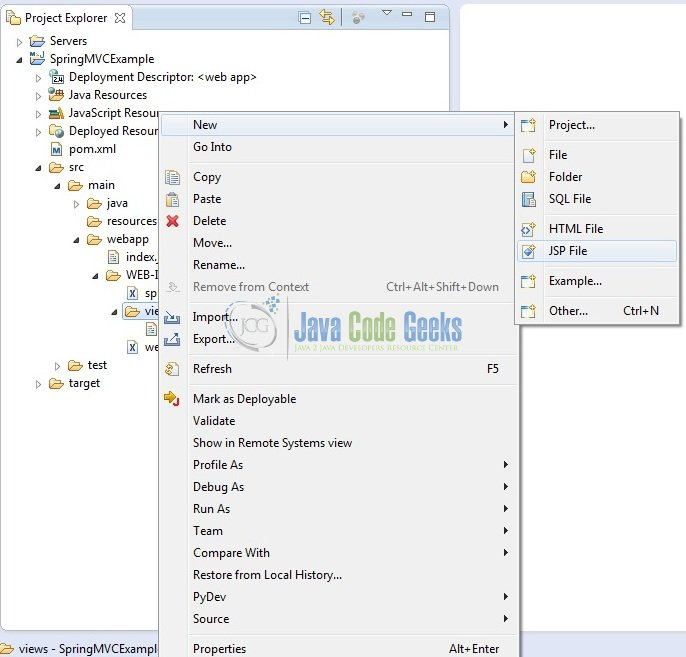 Project Explorer
Servers
SpringMVCExample
Deployment Descriptor: <web app>
Java Resources
JavaScript Resour
Deployed Resour
pom.xml
src
main
java
resources
webapp
index.
WEB-I
sp
vie
we
test
target
New
Go Into
Copy
Paste
Delete
Move...
Rename...
Remove from Context Ctrl+Alt+Shift+Down
Import...
Export...
Refresh F5
Mark as Deployable
Validate
Show in Remote Systems view
Profile As
Debug As
Run As
Team
Compare With
Restore from Local History...
PyDev
Source
Properties Alt+Enter
Project...
File
Folder
SQL File
HTML File
JSP File
Example...
Other... Ctrl+N
JCG
Java Code Geeks
JAVA 2 JAVA DEVELOPERS RESOURCE CENTER
views - SpringMVCExampl